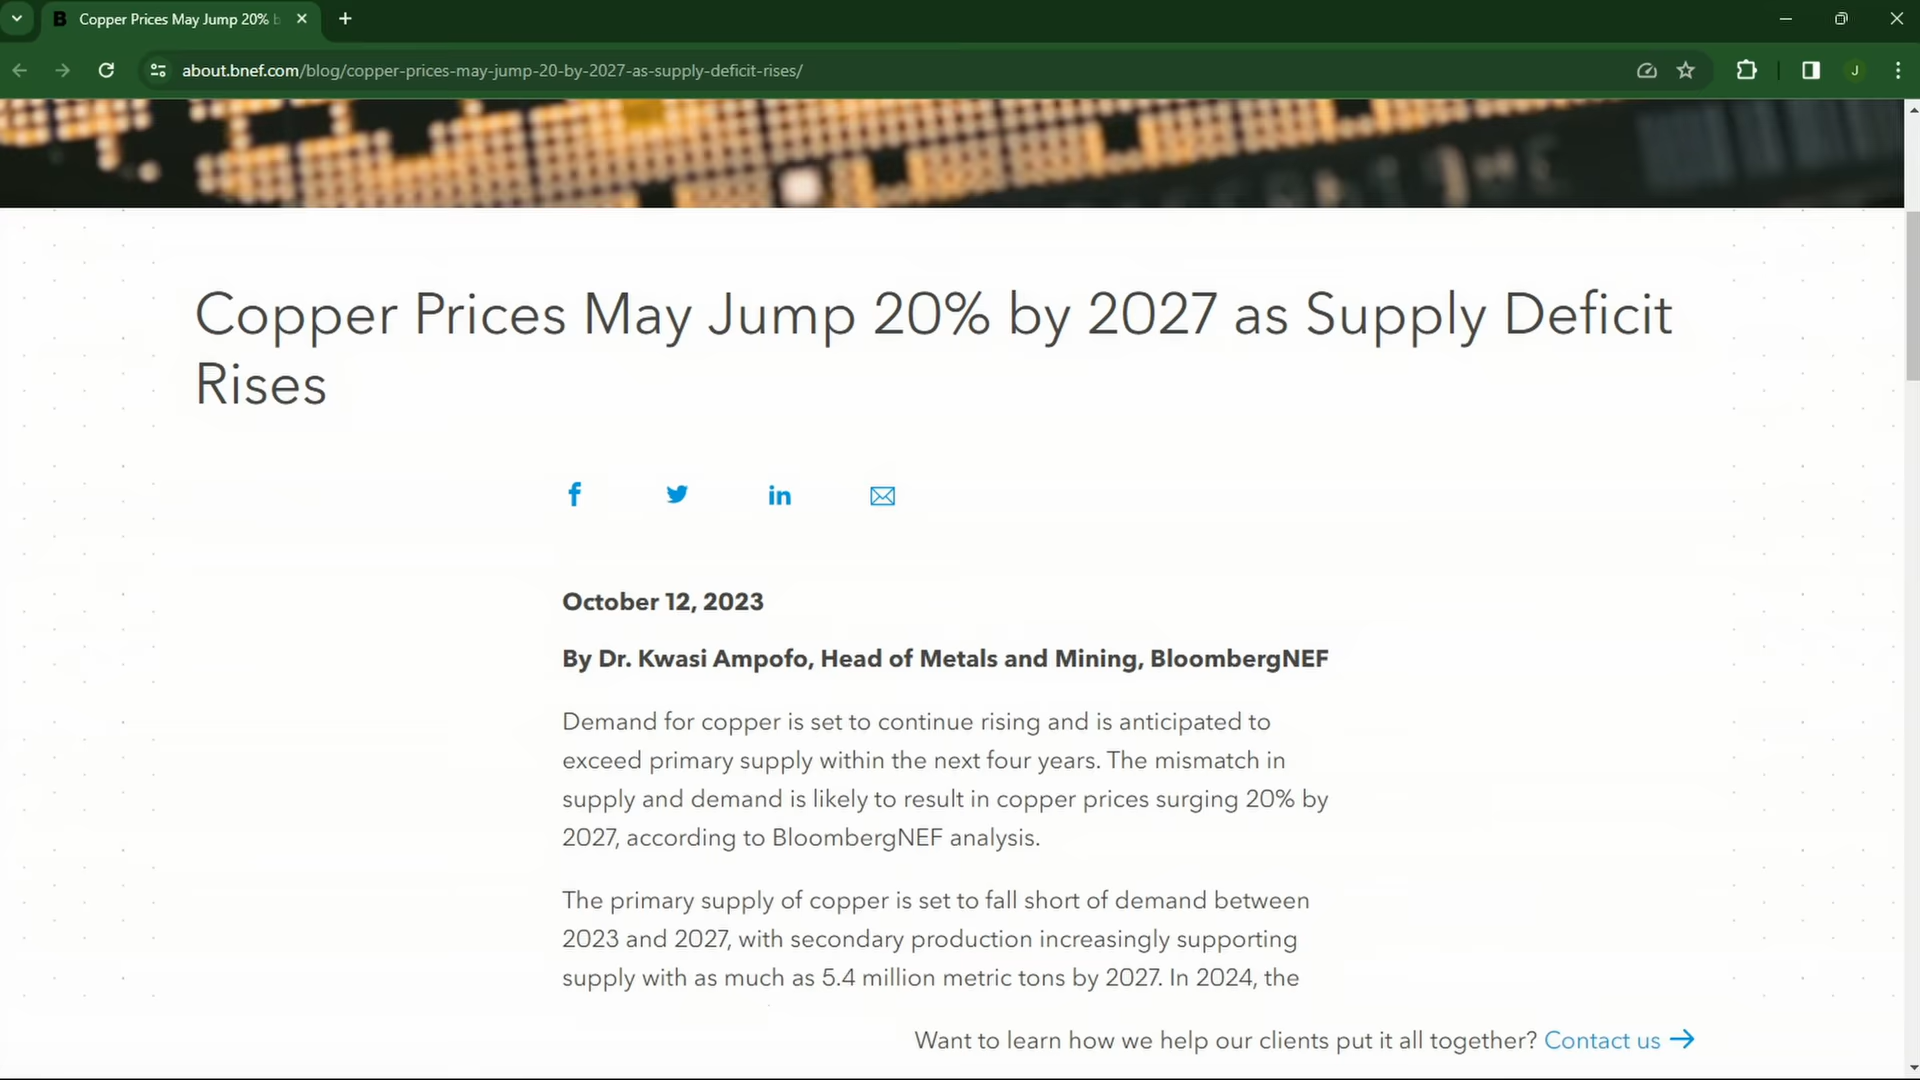 Copper Prices May Jump 20% b
about.bnef.com/blog/copper-prices-may-jump-20-by-2027-as-supply-deficit-rises/
J
Copper Prices May Jump 20% by 2027 as Supply Deficit
Rises
October 12, 2023
By Dr. Kwasi Ampofo, Head of Metals and Mining, BloombergNEF
Demand for copper is set to continue rising and is anticipated to
exceed primary supply within the next four years. The mismatch in
supply and demand is likely to result in copper prices surging 20% by
2027, according to BloombergNEF analysis.
The primary supply of copper is set to fall short of demand between
2023 and 2027, with secondary production increasingly supporting
supply with as much as 5.4 million metric tons by 2027. In 2024, the
Want to learn how we help our clients put it all together? Contact us →